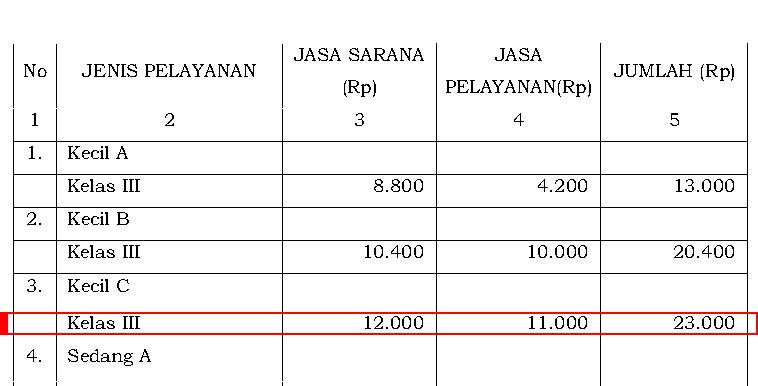 No JENIS PELAYANAN JASA SARANA (Rp) JASA PELAYANAN(Rp) JUMLAH (Rp)
1 2 3 4 5
1. Kecil A
Kelas III 8.800 4.200 13.000
2. Kecil B
Kelas III 10.400 10.000 20.400
3. Kecil C
Kelas III 12.000 11.000 23.000
4. Sedang A